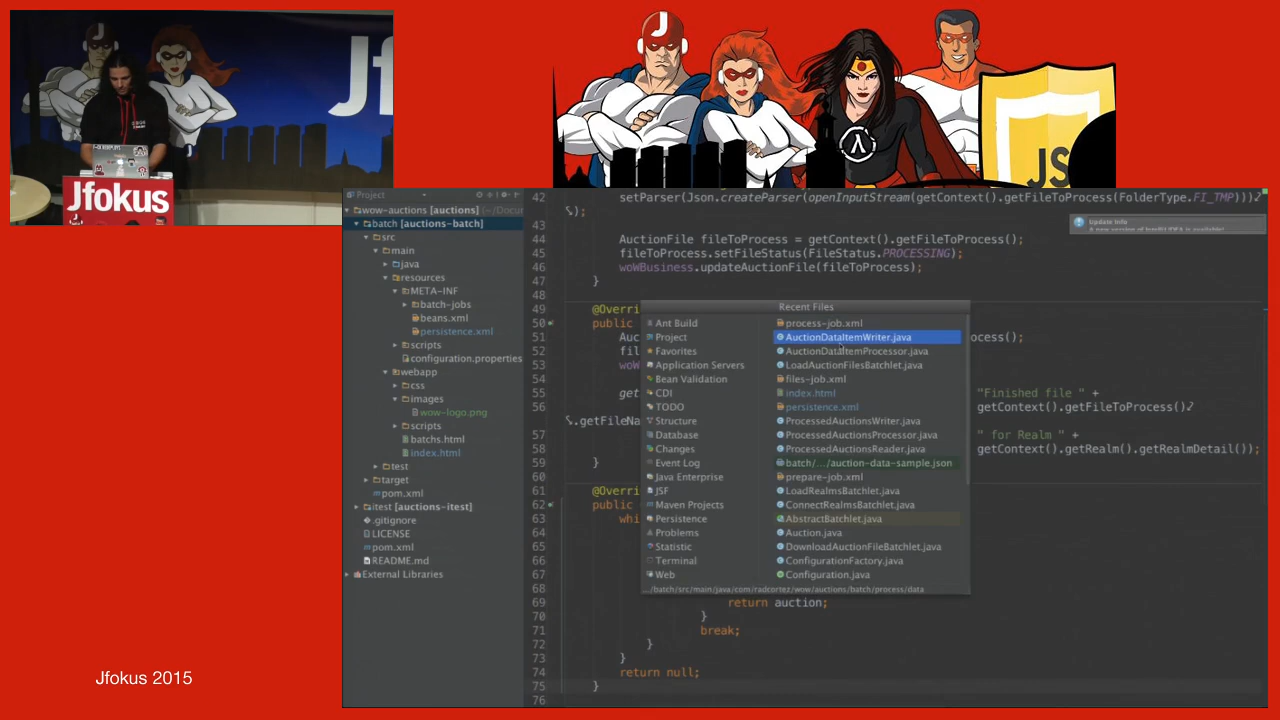 Jf
Jfokus
J
JS
Project
wow-auctions [auctions]
batch [auctions-batch]
src
main
java
resources
META-INF
batch-jobs
beans.xml
persistence.xml
scripts
configuration.properties
webapp
css
images
wow-logo.png
scripts
batchs.html
index.html
test
target
pom.xml
itest [auctions-itest]
.gitignore
LICENSE
pom.xml
README.md
External Libraries
42 setParser(Json.createParser(openInputStream(getContext().getFileToProcess(FolderType.FI_TMP)))
);
43
44 AuctionFile fileToProcess = getContext().getFileToProcess();
45 fileToProcess.setFileStatus(FileStatus.PROCESSING);
46 woWBusiness.updateAuctionFile(fileToProcess);
47 }
48
49 @Overri
50 public
51 Auc ocess();
52 fil
53 woW
54
55 get "Finished file " +
56 getContext().getFileToProcess()
.getFileNa
57 " for Realm " +
58 getContext().getRealm().getRealmDetail());
59 }
60
61 @Overri
62 public
63 whi
64
65
66
67
68
69 return auction;
70 }
71 break;
72 }
73 }
74 return null;
75 }
76
Update Info
A new version of IntelliJ IDEA is available!
Recent Files
Ant Build
Project
Favorites
Application Servers
Bean Validation
CDI
TODO
Structure
Database
Changes
Event Log
Java Enterprise
JSF
Maven Projects
Persistence
Problems
Statistic
Terminal
Web
process-job.xml
AuctionDataItemWriter.java
AuctionDataItemProcessor.java
LoadAuctionFilesBatchlet.java
files-job.xml
index.html
persistence.xml
ProcessedAuctionsWriter.java
ProcessedAuctionsProcessor.java
ProcessedAuctionsReader.java
batch/.../auction-data-sample.json
prepare-job.xml
LoadRealmsBatchlet.java
ConnectRealmsBatchlet.java
AbstractBatchlet.java
Auction.java
DownloadAuctionFileBatchlet.java
ConfigurationFactory.java
Configuration.java
.../batch/src/main/java/com/radcortez/wow/auctions/batch/process/data
Jfokus 2015